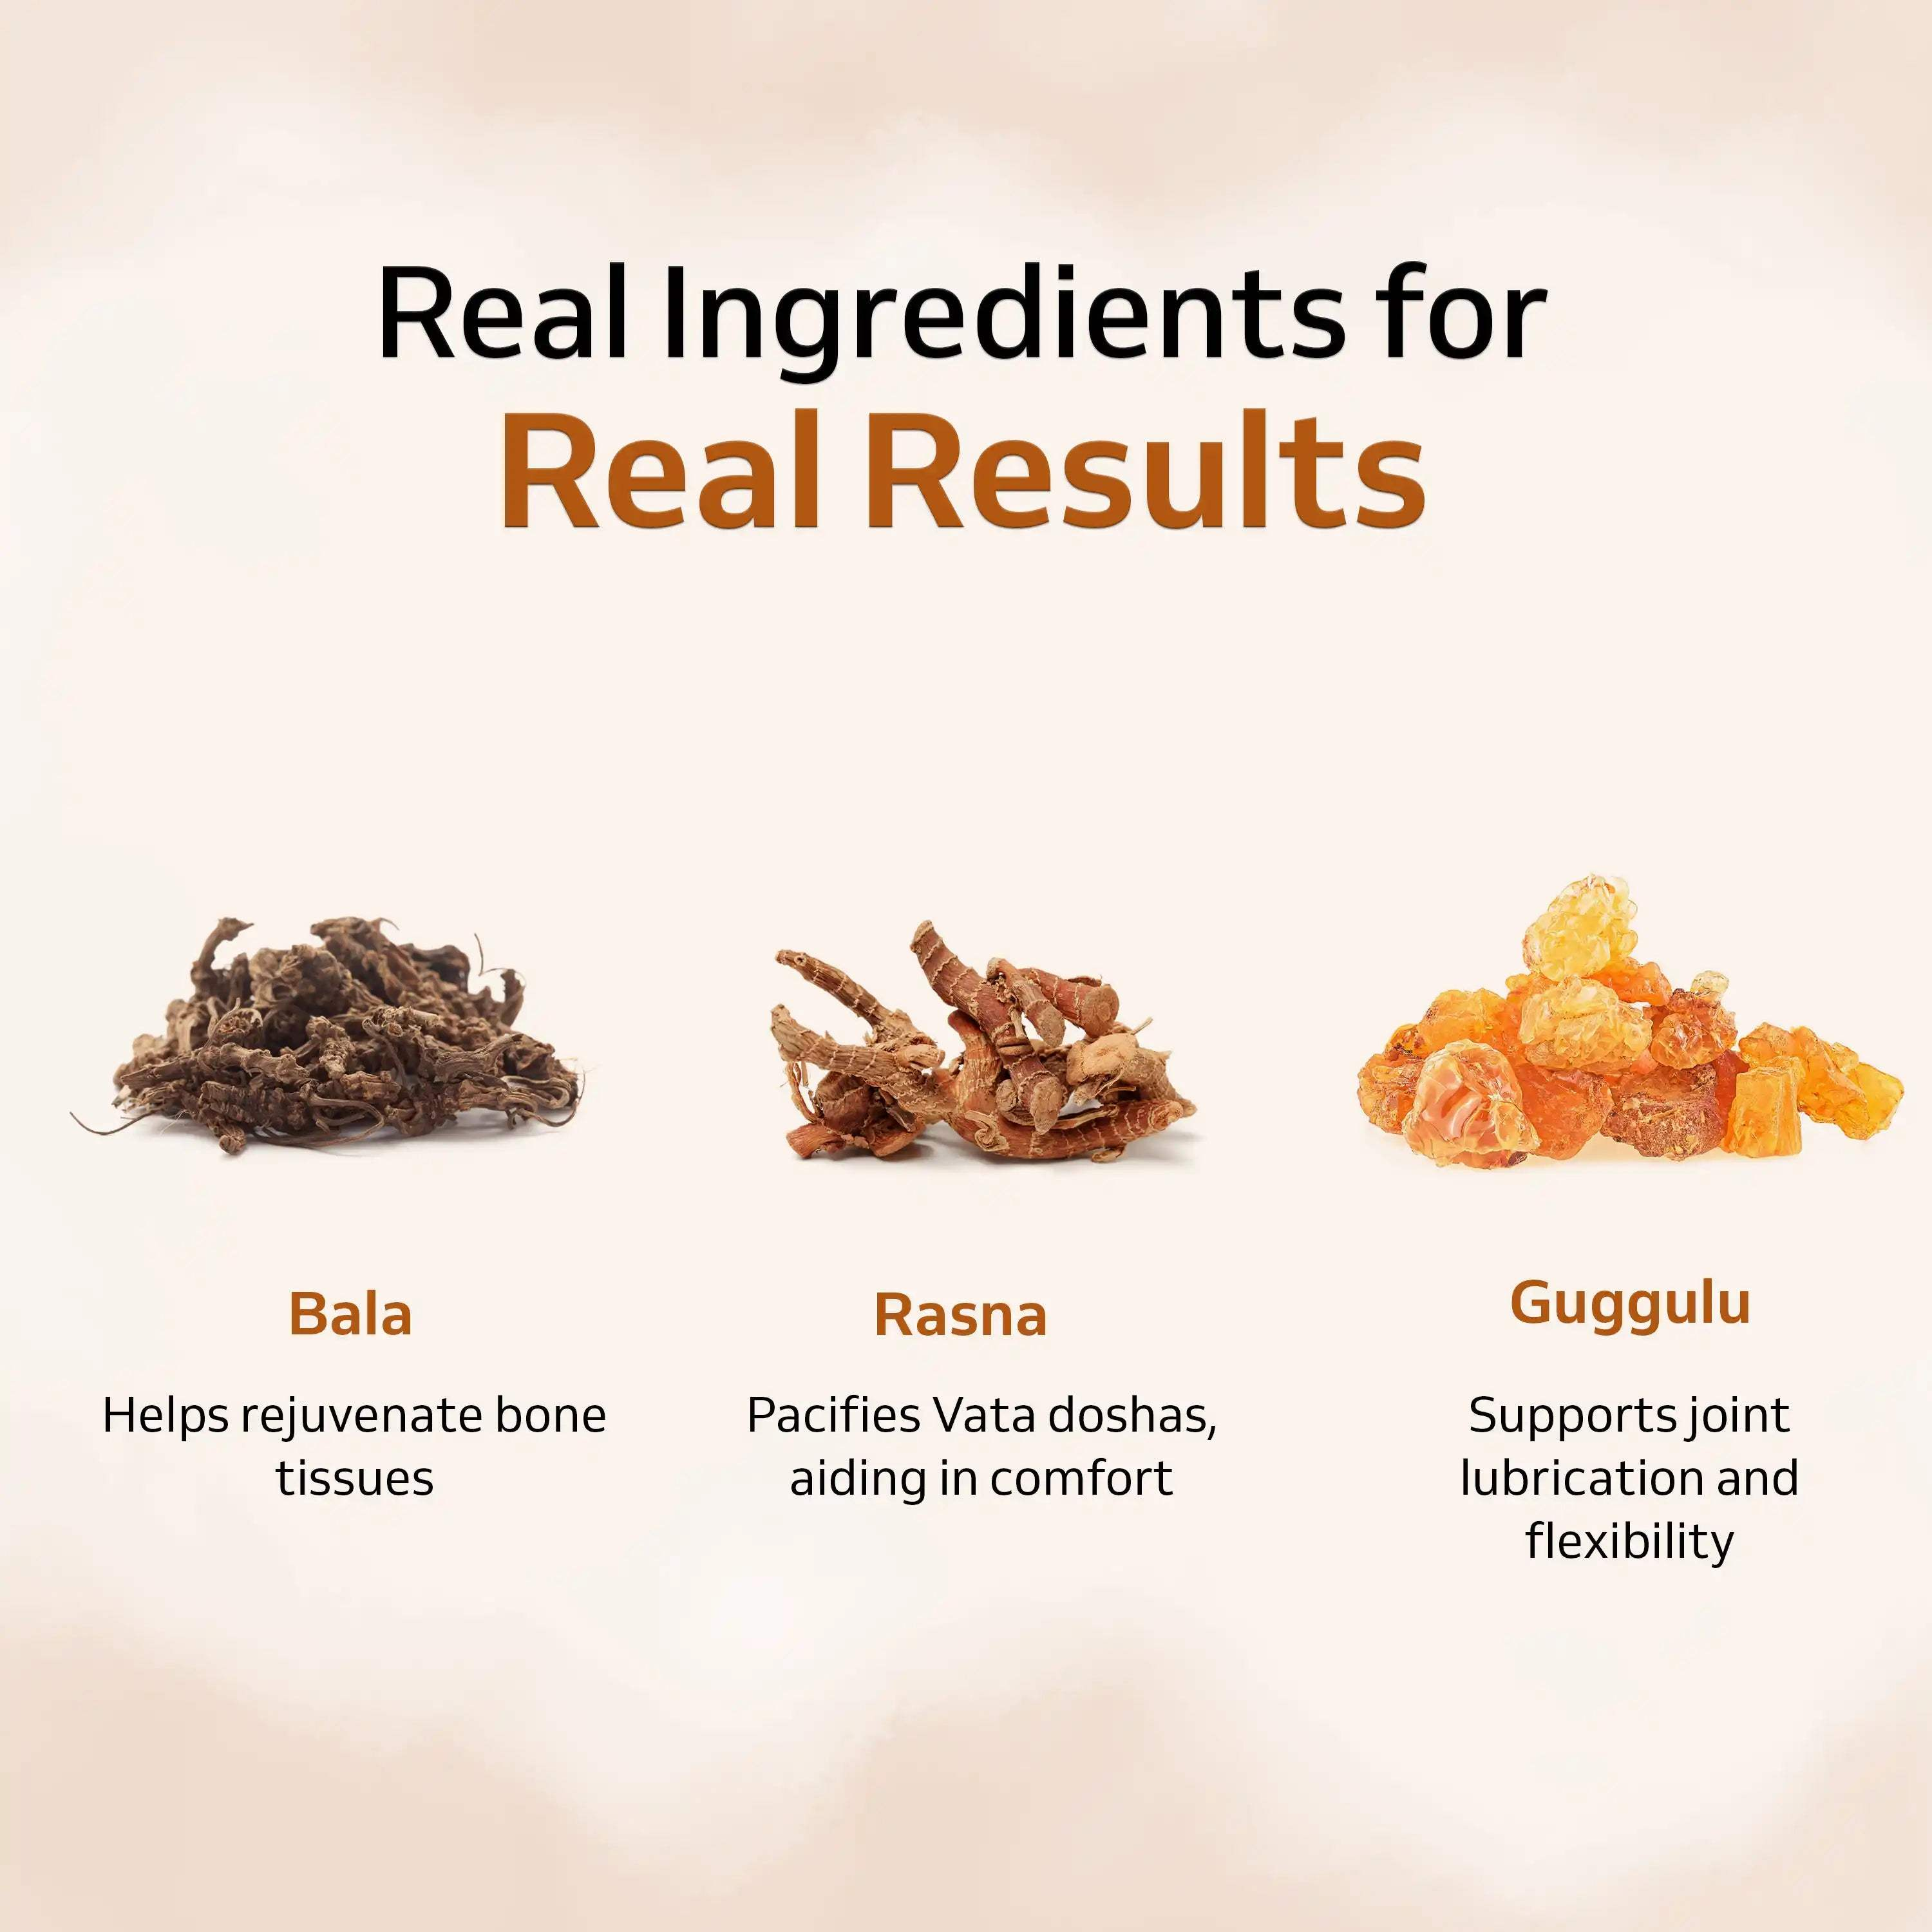 Real Ingredients for
Real Results
Bala
Helps rejuvenate bone
tissues
Rasna
Pacifies Vata doshas,
aiding in comfort
Guggulu
Supports joint
lubrication and
flexibility